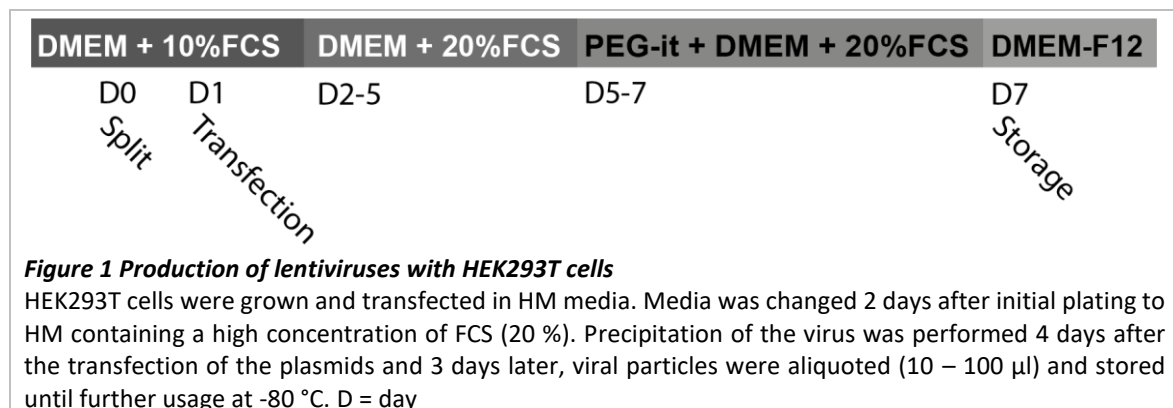 DMEM + 10%FCS DMEM + 20%FCS PEG-it + DMEM + 20%FCS DMEM-F12
D0 D1 D2-5 D5-7 D7
Split Transfection Storage
Figure 1 Production of lentiviruses with HEK293T cells
HEK293T cells were grown and transfected in HM media. Media was changed 2 days after initial plating to
HM containing a high concentration of FCS (20 %). Precipitation of the virus was performed 4 days after
the transfection of the plasmids and 3 days later, viral particles were aliquoted (10 – 100 µl) and stored
until further usage at -80 °C. D = day